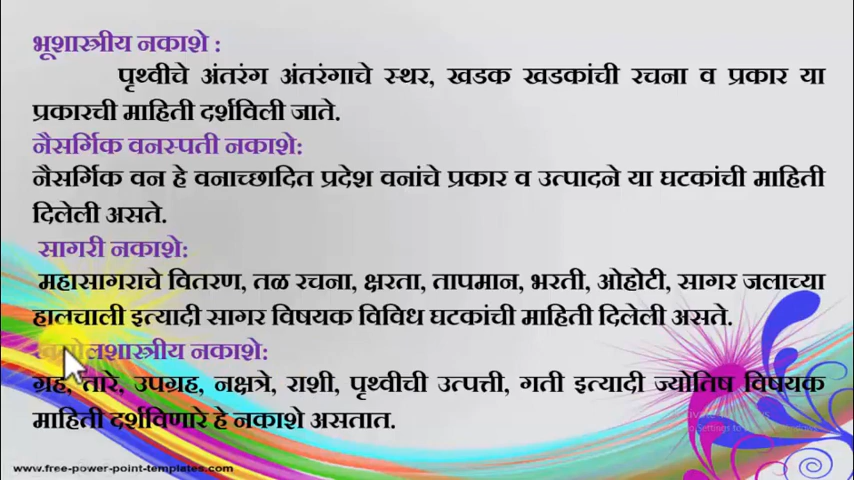 भूशास्त्रीय नकाशे :
पृथ्वीचे अंतरंग अंतरंगाचे स्थर, खडक खडकांची रचना व प्रकार या
प्रकारची माहिती दर्शविली जाते.
नैसर्गिक वनस्पती नकाशे:
नैसर्गिक वन हे वनाच्छादित प्रदेश वनांचे प्रकार व उत्पादने या घटकांची माहिती
दिलेली असते.
सागरी नकाशे:
महासागराचे वितरण, तळ रचना, क्षरता, तापमान, भरती, ओहोटी, सागर जलाच्या
हालचाली इत्यादी सागर विषयक विविध घटकांची माहिती दिलेली असते.
नकाशे:
ग्रह, तारे, उपग्रह, नक्षत्रे, राशी, पृथ्वीची उत्पत्ती, गती इत्यादी ज्योतिष विषयक
माहिती दर्शविणारे हे नकाशे असतात.
www.free-power-point-templates.com